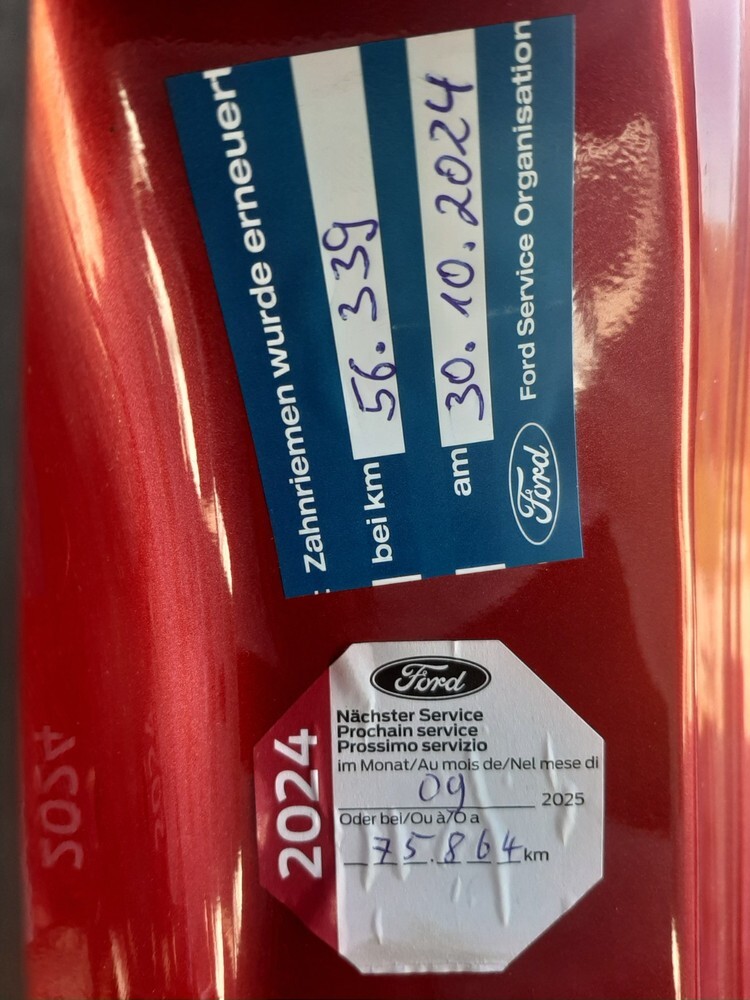 Zahnriemen wurde erneuert
bei km 56.339
am 30.10.2024
Ford Ford Service Organisation
Ford
2024
Nächster Service
Prochain service
Prossimo servizio
im Monat/Au mois de/Nel mese di
09 2025
Oder bei/Ou à/O a
75.864 km
2024